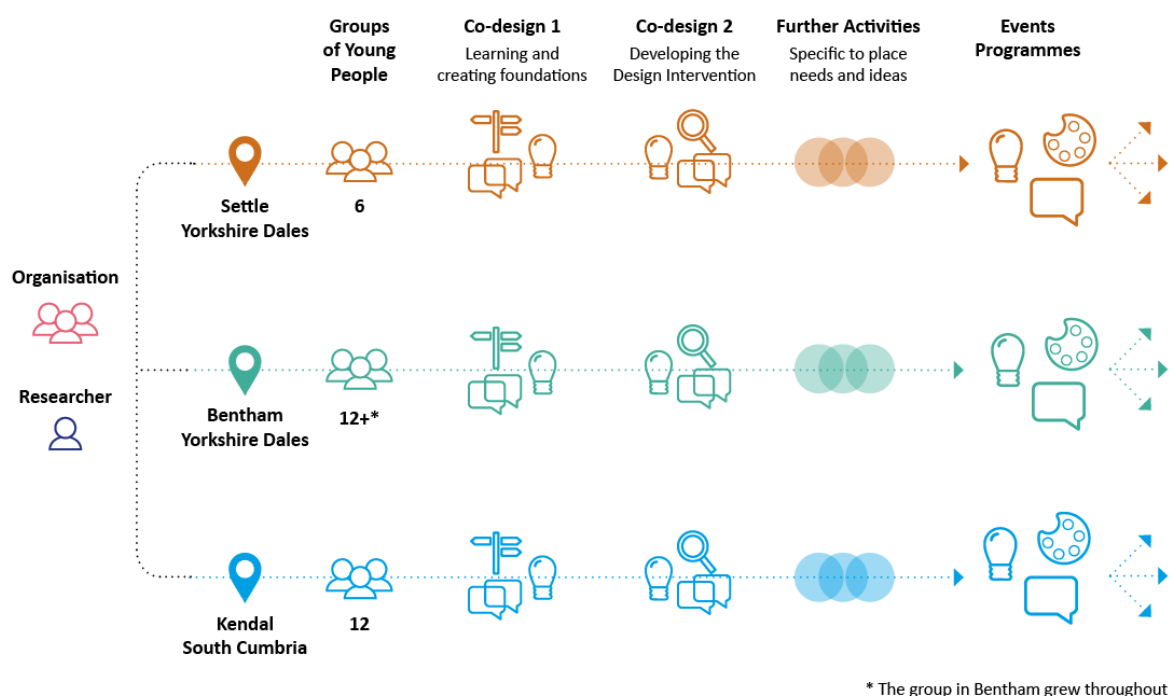 Groups
of Young
People
Co-design 1
Learning and
creating foundations
Co-design 2
Developing the
Design Intervention
Further Activities
Specific to place
needs and ideas
Events
Programmes
Organisation
Researcher
Settle
Yorkshire Dales
6
Bentham
Yorkshire Dales
12+*
Kendal
South Cumbria
12
* The group in Bentham grew throughout